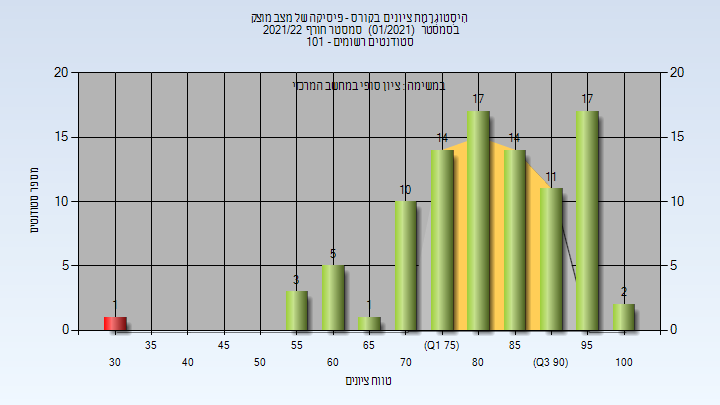 הִיסְטוֹגְרָמַת ציונים בקורס - פיסיקה של מצב מוצק
בסמסטר (01/2021) סמסטר חורף 2021/22
סטודנטים רשומים - 101
במשימה : ציון סופי במחשב המרכזי
20 20
15 15
10 10
5 5
0 0
מספר סטודנטים
1 3 5 1 10 14 17 14 11 17 2
35 45 55 65 (Q1 75) 85 95
30 40 50 60 70 80 (Q3 90) 100
טווח ציונים